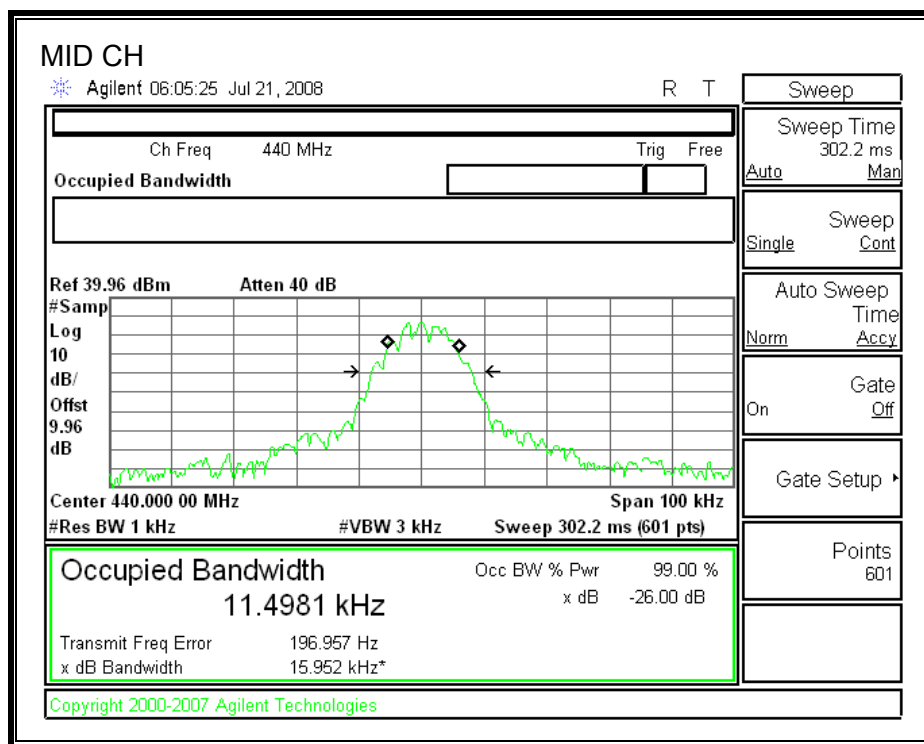 MID CH
Agilent 06:05:25 Jul 21, 2008 R T
Ch Freq 440 MHz Trig Free
Occupied Bandwidth
Ref 39.96 dBm Atten 40 dB
#Samp
Log
10
dB/
Offst
9.96
dB
Center 440.000 00 MHz Span 100 kHz
#Res BW 1 kHz #VBW 3 kHz Sweep 302.2 ms (601 pts)
Occupied Bandwidth Occ BW % Pwr 99.00 %
11.4981 kHz x dB -26.00 dB
Transmit Freq Error 196.957 Hz
x dB Bandwidth 15.952 kHz*
Copyright 2000-2007 Agilent Technologies
Sweep
Sweep Time
302.2 ms
Auto Man
Sweep
Single Cont
Auto Sweep
Time
Norm Accy
Gate
On Off
Gate Setup
Points
601